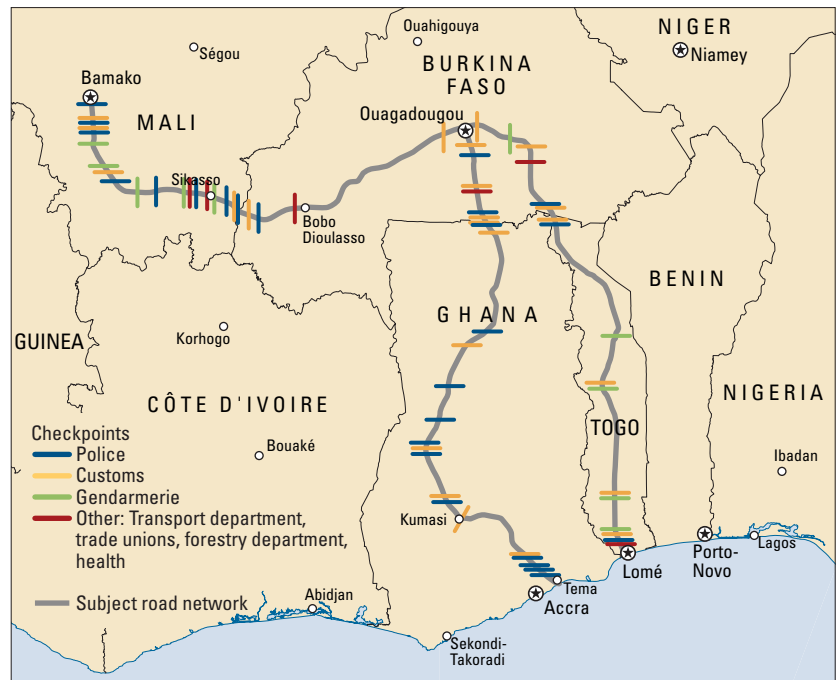 NIGER
Ouahigouya
Ségou
Niamey
BURKINA
FASO
Bamako
Ouagadougou
MALI
Sikasso
Bobo
Dioulasso
BENIN
GHANA
Korhogo
GUINEA
NIGERIA
CÔTE D'IVOIRE
TOGO
Checkpoints
Police
Customs
Gendarmerie
Other: Transport department,
trade unions, forestry department,
health
Subject road network
Bouaké
Ibadan
Kumasi
Tema
Accra
Lomé
Porto-
Novo
Lagos
Abidjan
Sekondi-
Takoradi